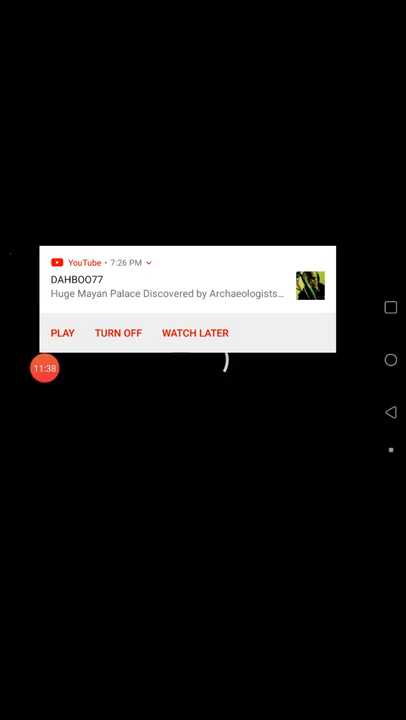 YouTube • 7:26 PM
DAHBOO77
Huge Mayan Palace Discovered by Archaeologists...
PLAY TURN OFF WATCH LATER
11:38